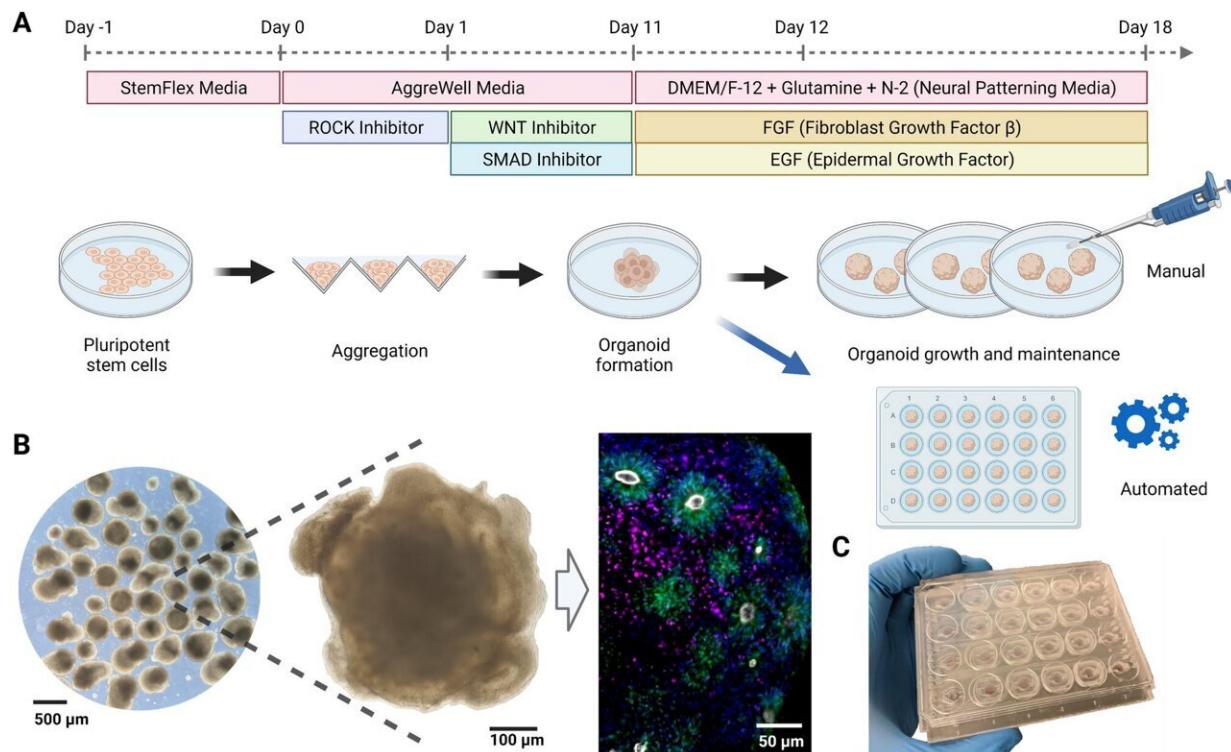 A
Day -1
Day 0
Day 1
Day 11
Day 12
Day 18
StemFlex Media
AggreWell Media
DMEM/F-12 + Glutamine + N-2 (Neural Patterning Media)
ROCK Inhibitor
WNT Inhibitor
FGF (Fibroblast Growth Factor β)
SMAD Inhibitor
EGF (Epidermal Growth Factor)
Manual
Pluripotent
stem cells
Aggregation
Organoid
formation
Organoid growth and maintenance
1 2 3 4 5 6
A
B
C
D
Automated
B
500 µm
100 µm
50 µm
C